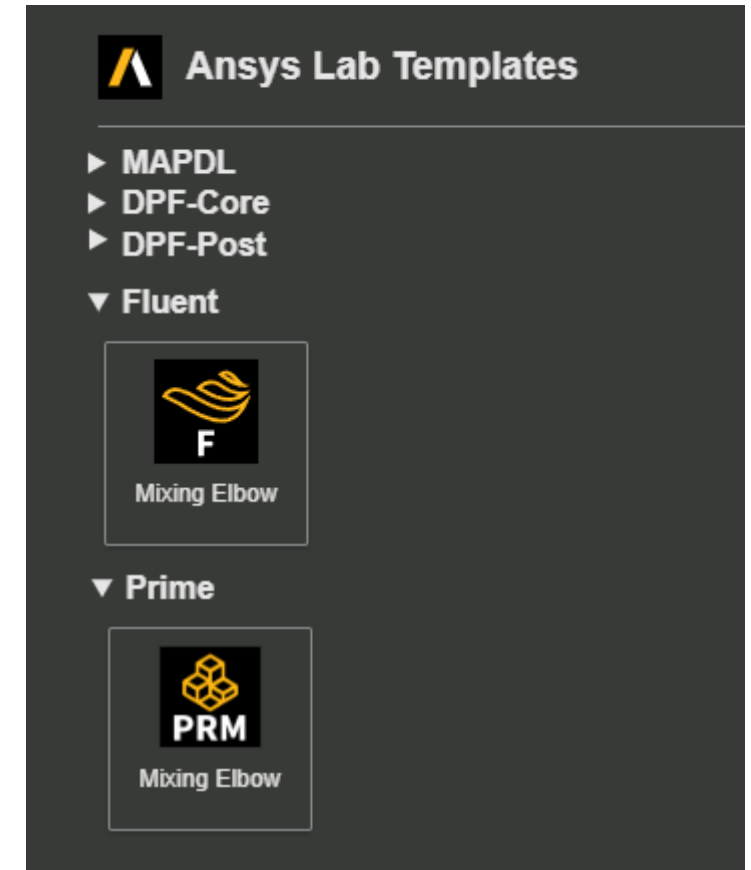 Ansys Lab Templates
MAPDL
DPF-Core
DPF-Post
Fluent
F
Mixing Elbow
Prime
PRM
Mixing Elbow